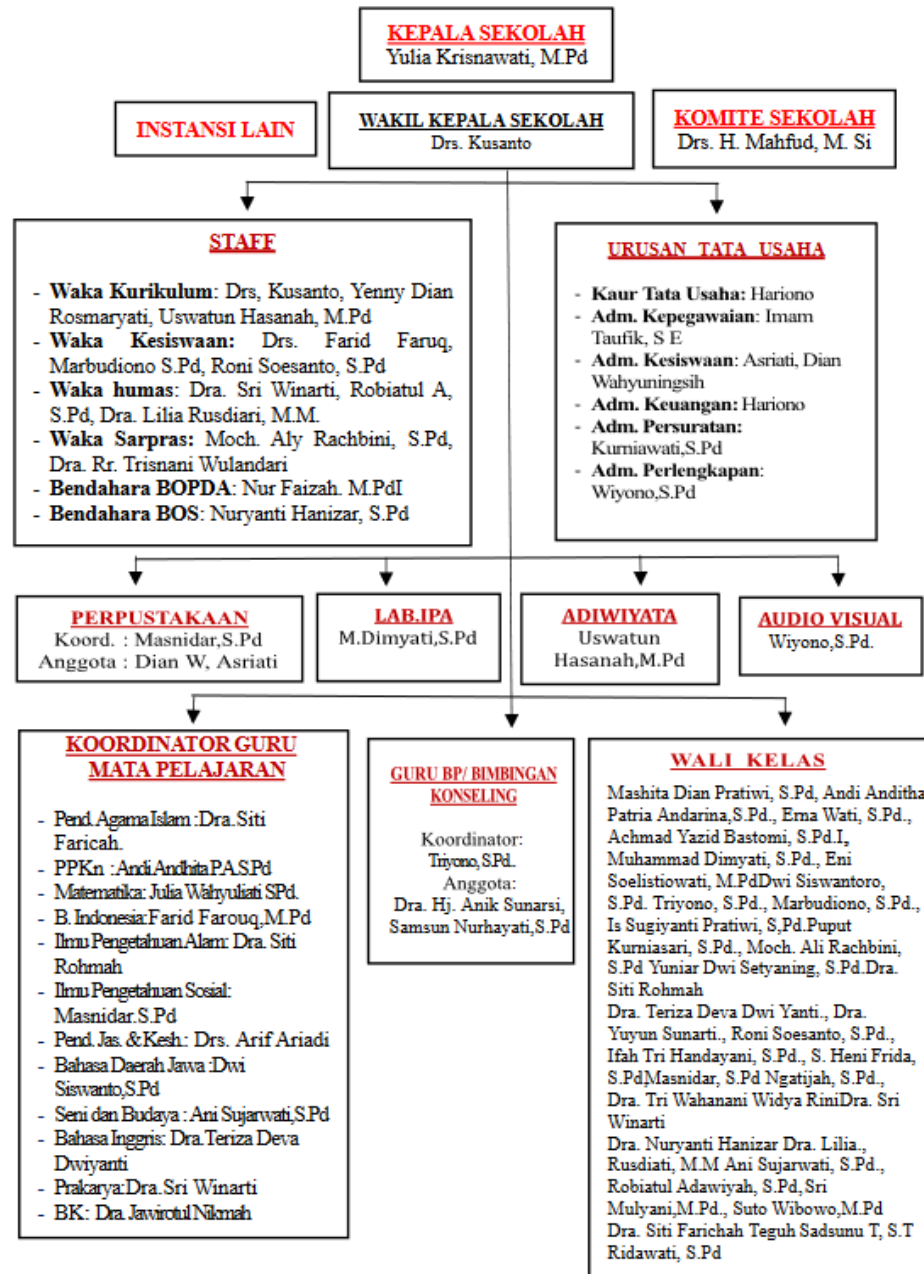 KEPALA SEKOLAH
Yulia Krisnawati, M.Pd
INSTANSI LAIN
WAKIL KEPALA SEKOLAH
Drs. Kusanto
KOMITE SEKOLAH
Drs. H. Mahfud, M. Si
STAFF
- Waka Kurikulum: Drs, Kusanto, Yenny Dian
Rosmaryati, Uswatun Hasanah, M.Pd
- Waka Kesiswaan: Drs. Farid Faruq,
Marbudiono S.Pd, Roni Soesanto, S.Pd
- Waka humas: Dra. Sri Winarti, Robiatul A,
S.Pd, Dra. Lilia Rusdiari, M.M.
- Waka Sarpras: Moch. Aly Rachbini, S.Pd,
Dra. Rr. Trisnani Wulandari
- Bendahara BOPDA: Nur Faizah. M.PdI
- Bendahara BOS: Nuryanti Hanizar, S.Pd
URUSAN TATA USAHA
- Kaur Tata Usaha: Hariono
- Adm. Kepegawaian: Imam
Taufik, S E
- Adm. Kesiswaan: Asriati, Dian
Wahyuningsih
- Adm. Keuangan: Hariono
- Adm. Persuratan:
Kurniawati,S.Pd
- Adm. Perlengkapan:
Wiyono,S.Pd
PERPUSTAKAAN
Koord. : Masnidar,S.Pd
Anggota : Dian W, Asriati
LAB.IPA
M.Dimyati,S.Pd
ADIWIYATA
Uswatun
Hasanah,M.Pd
AUDIO VISUAL
Wiyono,S.Pd.
KOORDINATOR GURU
MATA PELAJARAN
- Pend. Agama Islam : Dra. Siti
Faricah.
- PPKn : Andi Andhita P.A.S.Pd
- Matematika: Julia Wahyuliati S.Pd.
- B. Indonesia: Farid Farouq,M.Pd
- Ilmu Pengetahuan Alam: Dra. Siti
Rohmah
- Ilmu Pengetahuan Sosial:
Masnidar.S.Pd
- Pend. Jas. & Kesh.: Drs. Arif Ariadi
- Bahasa Daerah Jawa :Dwi
Siswanto,S.Pd
- Seni dan Budaya : Ani Sujarwati,S.Pd
- Bahasa Inggris: Dra. Teriza Deva
Dwiyanti
- Prakarya: Dra. Sri Winarti
- BK: Dra. Jawirotul Nikmah
GURU BP/ BIMBINGAN
KONSELING
Koordinator:
Triyono, S.Pd..
Anggota:
Dra. Hj. Anik Sunarsi,
Samsun Nurhayati,S.Pd
WALI KELAS
Mashita Dian Pratiwi, S.Pd, Andi Anditha
Patria Andarina,S.Pd., Erna Wati, S.Pd.,
Achmad Yazid Bastomi, S.Pd.I,,
Muhammad Dimyati, S.Pd., Eni
Soelistiowati, M.PdDwi Siswantoro,
S.Pd. Triyono, S.Pd., Marbudiono, S.Pd.,
Is Sugiyanti Pratiwi, S,Pd.Puput
Kurniasari, S.Pd., Moch. Ali Rachbini,
S.Pd Yuniar Dwi Setyaning, S.Pd.Dra.
Siti Rohmah
Dra. Teriza Deva Dwi Yanti., Dra.
Yuyun Sunarti., Roni Soesanto, S.Pd.,
Ifah Tri Handayani, S.Pd., S. Heni Frida,
S.Pd,Masnidar, S.Pd Ngatijah, S.Pd.,
Dra. Tri Wahanani Widya RiniDra. Sri
Winarti
Dra. Nuryanti Hanizar Dra. Lilia.,
Rusdiati, M.M Ani Sujarwati, S.Pd.,
Robiatul Adawiyah, S.Pd,Sri
Mulyani,M.Pd., Suto Wibowo,M.Pd
Dra. Siti Farichah Teguh Sadsunu T, S.T
Ridawati, S.Pd